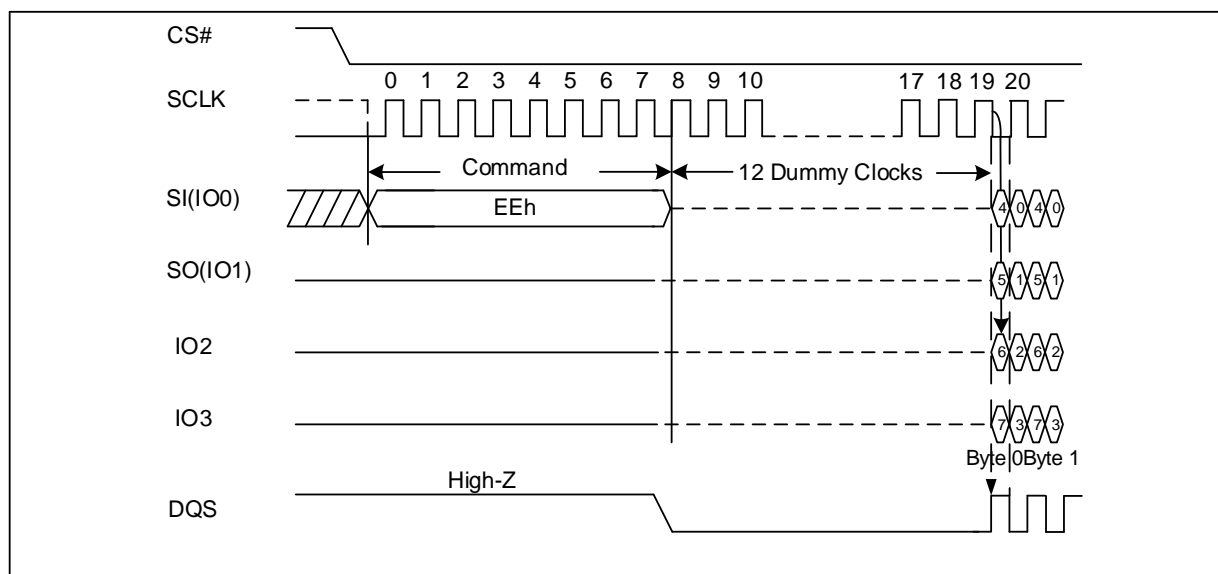 CS#
0 1 2 3 4 5 6 7 8 9 10 17 18 19 20
SCLK
Command 12 Dummy Clocks
SI(IO0) EEh 4 0 4 0
SO(IO1) 5 1 5 1
IO2 6 2 6 2
IO3 7 3 7 3
Byte 0 Byte 1
High-Z
DQS